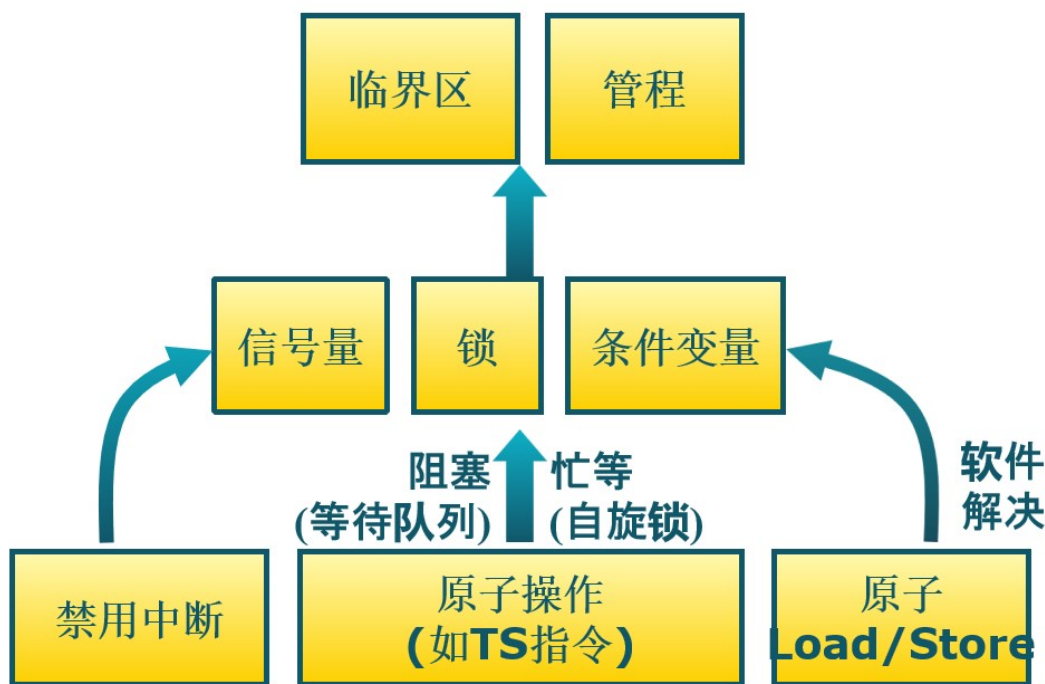 临界区
管程
信号量
锁
条件变量
阻塞
(等待队列)
忙等
(自旋锁)
软件
解决
禁用中断
原子操作
(如TS指令)
原子
Load/Store